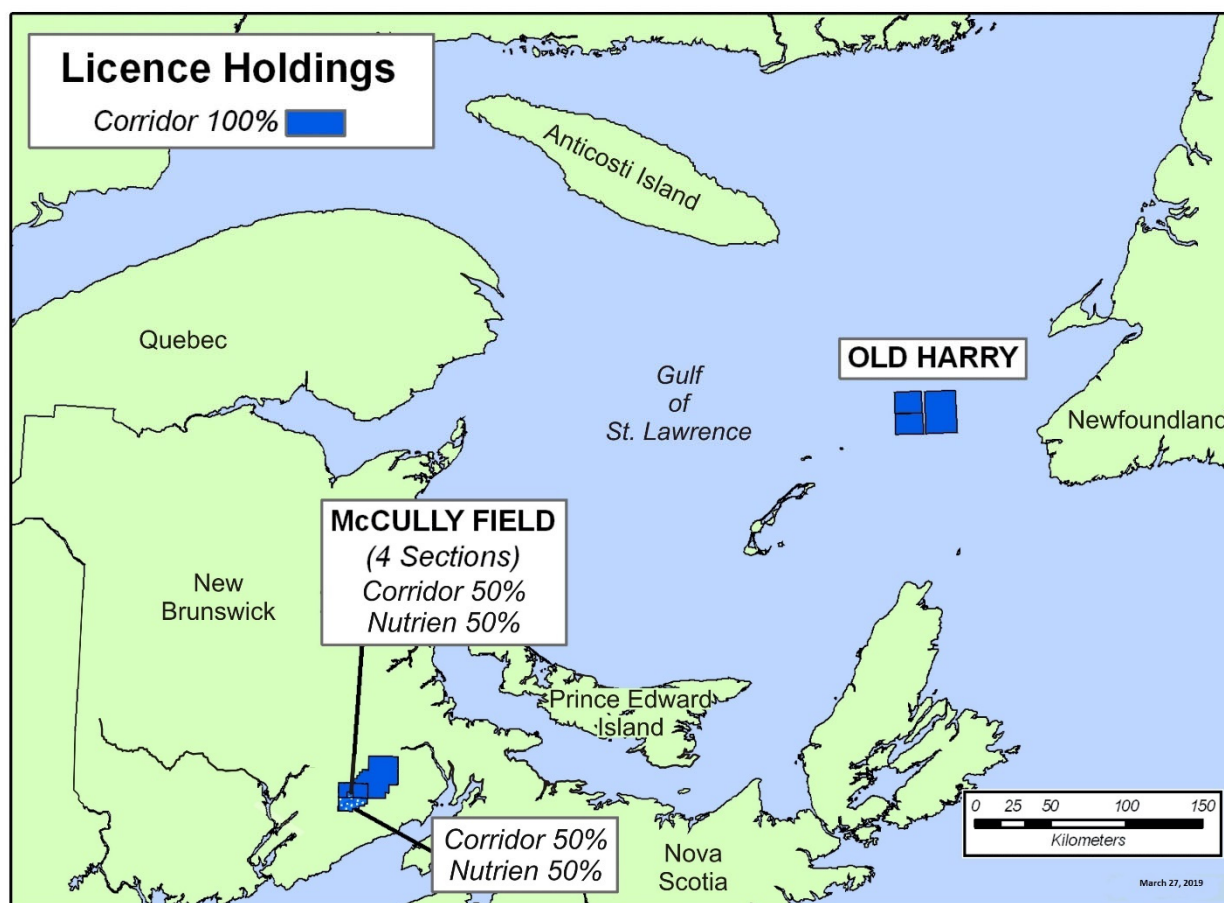 Licence Holdings
Corridor 100%
Anticosti Island
Quebec
Gulf
of
St. Lawrence
OLD HARRY
Newfoundland
McCULLY FIELD
(4 Sections)
Corridor 50%
Nutrien 50%
New
Brunswick
Prince Edward
Island
Corridor 50%
Nutrien 50%
Nova
Scotia
0 25 50 100 150
Kilometers
March 27, 2019